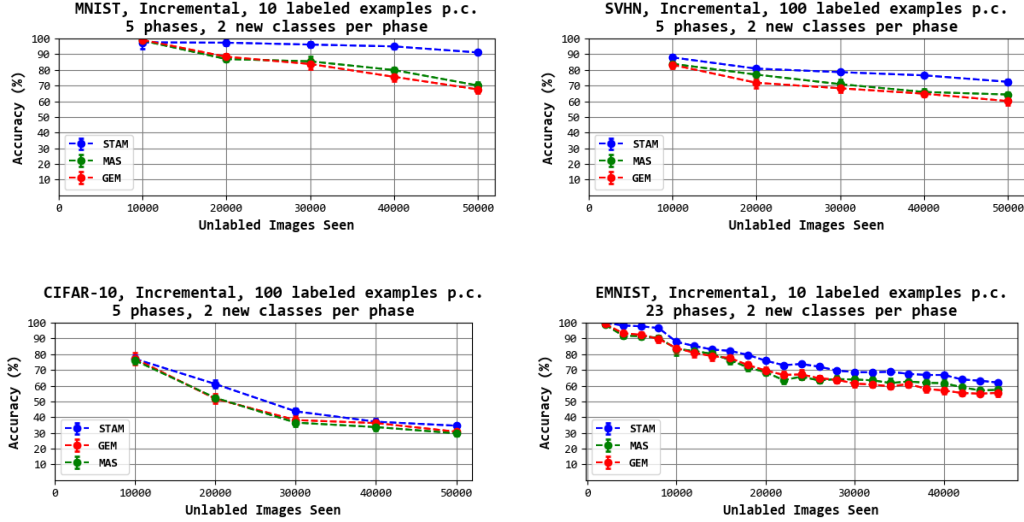 MNIST, Incremental, 10 labeled examples p.c.
5 phases, 2 new classes per phase
Accuracy (%)
100
90
80
70
60
50
40
30
20
10
STAM
MAS
GEM
0 10000 20000 30000 40000 50000
Unlabled Images Seen
SVHN, Incremental, 100 labeled examples p.c.
5 phases, 2 new classes per phase
Accuracy (%)
100
90
80
70
60
50
40
30
20
10
STAM
MAS
GEM
0 10000 20000 30000 40000 50000
Unlabled Images Seen
CIFAR-10, Incremental, 100 labeled examples p.c.
5 phases, 2 new classes per phase
Accuracy (%)
100
90
80
70
60
50
40
30
20
10
STAM
GEM
MAS
0 10000 20000 30000 40000 50000
Unlabled Images Seen
EMNIST, Incremental, 10 labeled examples p.c.
23 phases, 2 new classes per phase
Accuracy (%)
100
90
80
70
60
50
40
30
20
10
STAM
MAS
GEM
0 10000 20000 30000 40000
Unlabled Images Seen